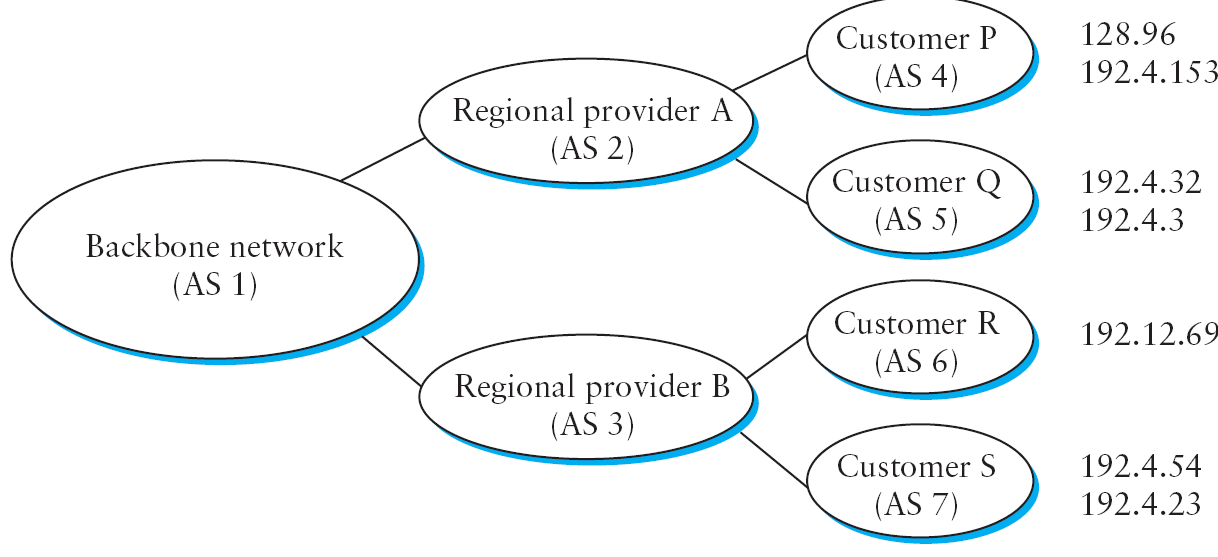 Customer P
(AS 4)
128.96
192.4.153
Regional provider A
(AS 2)
Customer Q
(AS 5)
192.4.32
192.4.3
Backbone network
(AS 1)
Customer R
(AS 6)
192.12.69
Regional provider B
(AS 3)
Customer S
(AS 7)
192.4.54
192.4.23